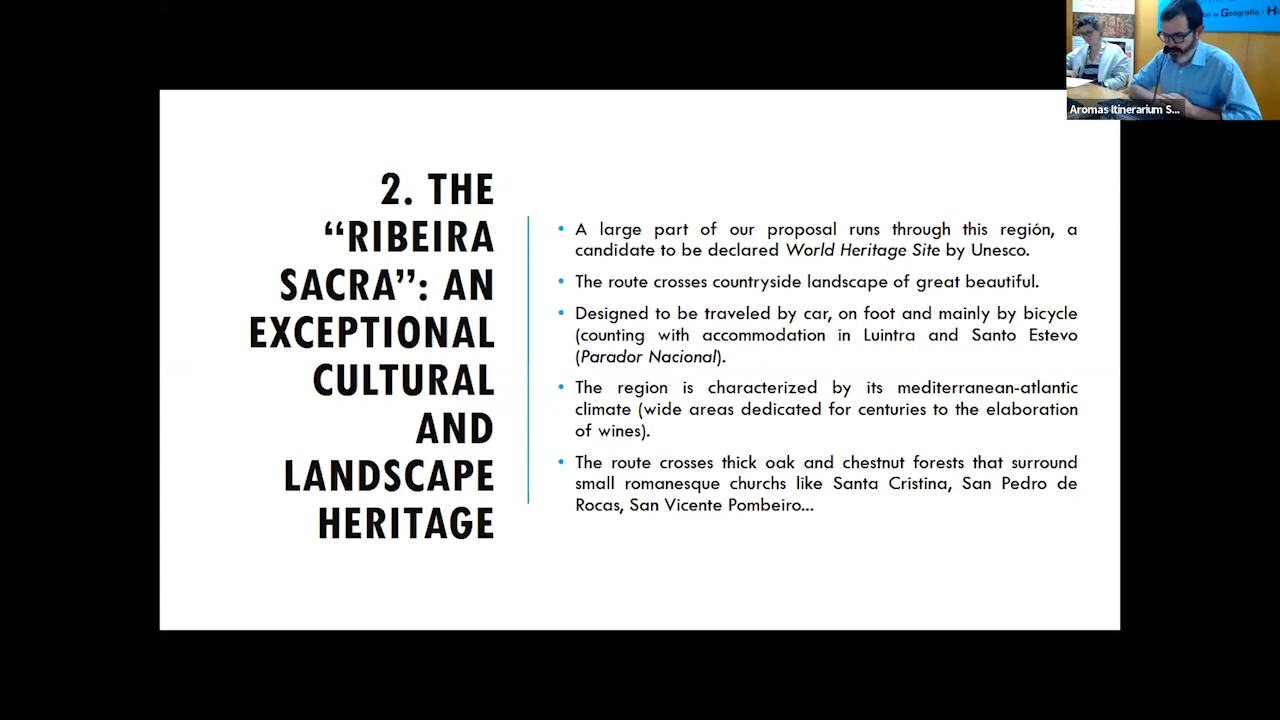 Geografia i H
Aromas Itinerarium S...
2. THE
“RIBEIRA
SACRA”: AN
EXCEPTIONAL
CULTURAL
AND
LANDSCAPE
HERITAGE
• A large part of our proposal runs through this región, a
candidate to be declared World Heritage Site by Unesco.
• The route crosses countryside landscape of great beautiful.
• Designed to be traveled by car, on foot and mainly by bicycle
(counting with accommodation in Luintra and Santo Estevo
(Parador Nacional).
• The region is characterized by its mediterranean-atlantic
climate (wide areas dedicated for centuries to the elaboration
of wines).
• The route crosses thick oak and chestnut forests that surround
small romanesque churchs like Santa Cristina, San Pedro de
Rocas, San Vicente Pombeiro...